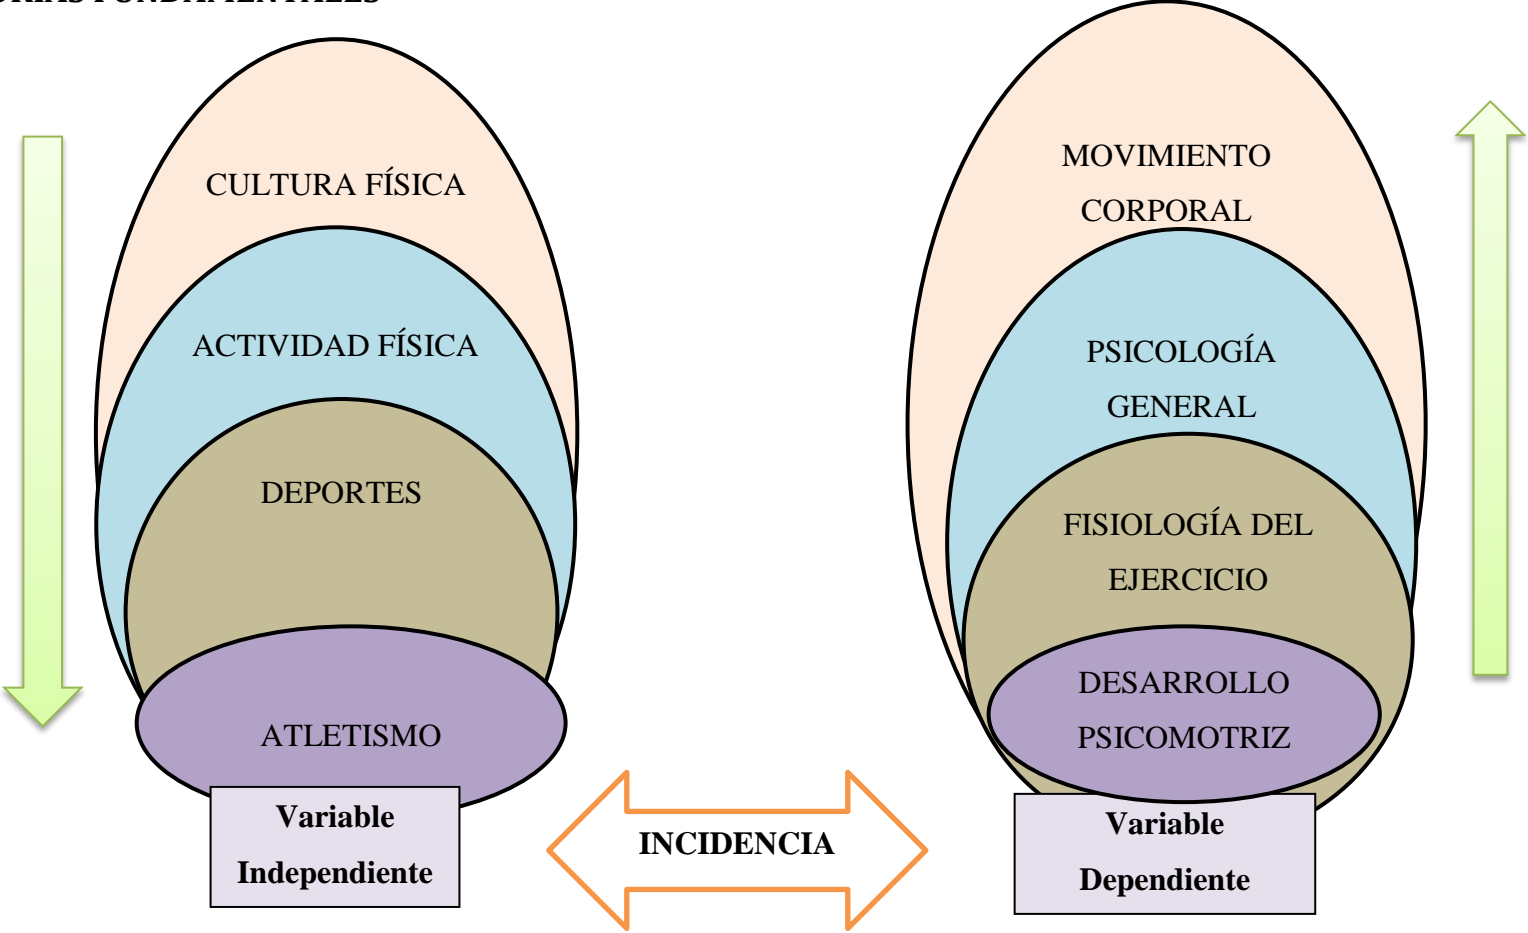 FUNDAMENTALES
CULTURA FÍSICA
ACTIVIDAD FÍSICA
DEPORTES
ATLETISMO
Variable
Independiente
INCIDENCIA
MOVIMIENTO
CORPORAL
PSICOLOGÍA
GENERAL
FISIOLOGÍA DEL
EJERCICIO
DESARROLLO
PSICOMOTRIZ
Variable
Dependiente